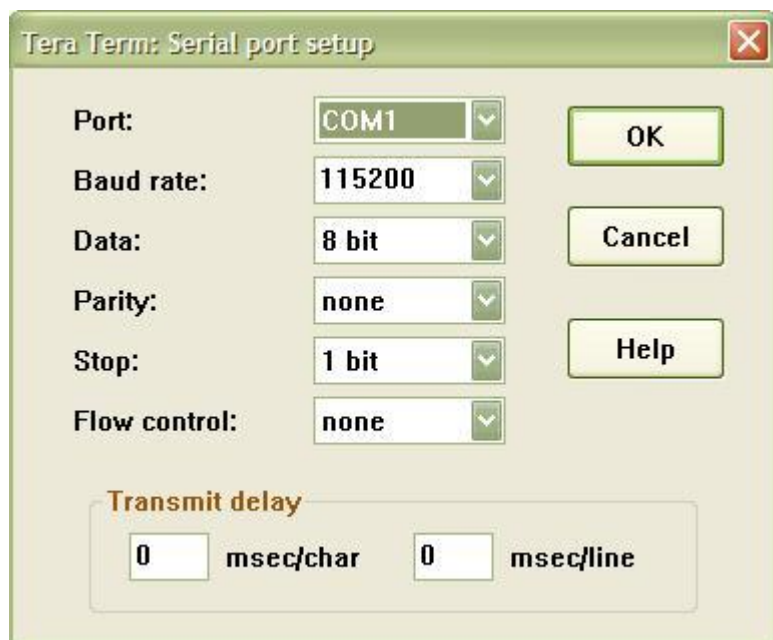 Tera Term: Serial port setup
Port: COM1
OK
Baud rate: 115200
Data: 8 bit
Cancel
Parity: none
Stop: 1 bit
Help
Flow control: none
Transmit delay
0 msec/char 0 msec/line